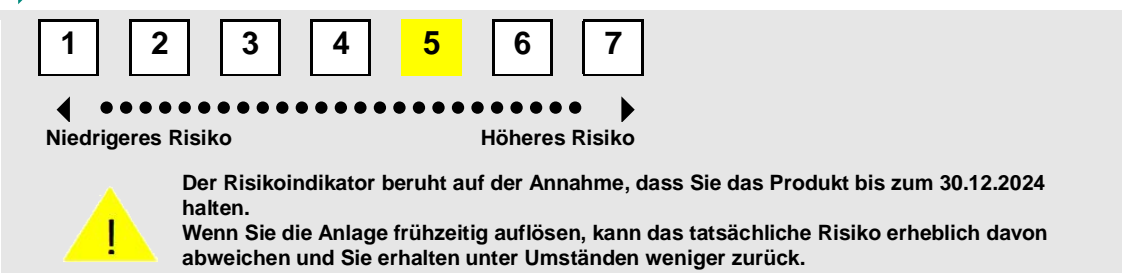 1 2 3 4 5 6 7
Niedrigeres Risiko Höheres Risiko
Der Risikoindikator beruht auf der Annahme, dass Sie das Produkt bis zum 30.12.2024
halten.
Wenn Sie die Anlage frühzeitig auflösen, kann das tatsächliche Risiko erheblich davon
abweichen und Sie erhalten unter Umständen weniger zurück.
!